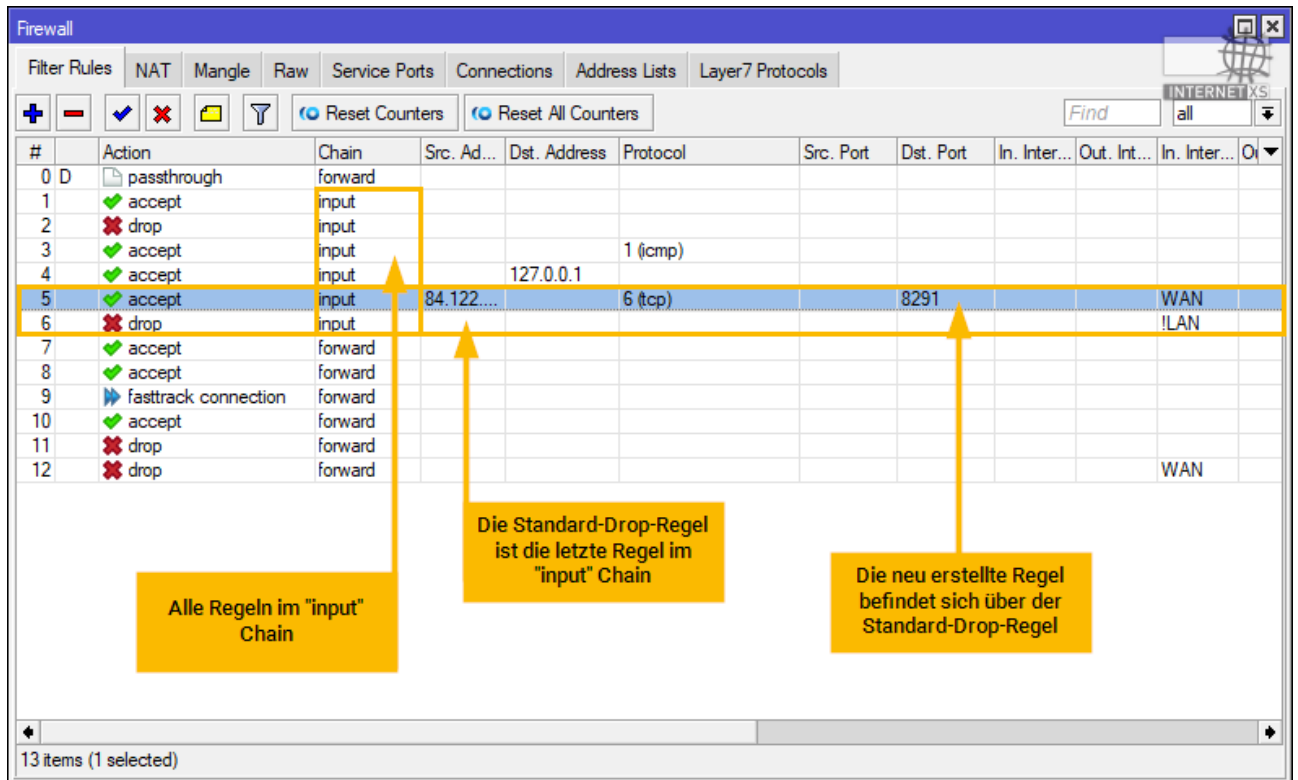 Firewall
Filter Rules NAT Mangle Raw Service Ports Connections Address Lists Layer7 Protocols
INTERNET XS
Reset Counters Reset All Counters Find all
# Action Chain Src. Ad... Dst. Address Protocol Src. Port Dst. Port In. Inter... Out. Int... In. Inter...
0 D passthrough forward
1 accept input
2 drop input
3 accept input 1 (icmp)
4 accept input 127.0.0.1
5 accept input 84.122.... 6 (tcp) 8291 WAN
6 drop input !LAN
7 accept forward
8 accept forward
9 fasttrack connection forward
10 accept forward
11 drop forward
12 drop forward WAN
Die Standard-Drop-Regel
ist die letzte Regel im
"input" Chain
Die neu erstellte Regel
befindet sich über der
Standard-Drop-Regel
Alle Regeln im "input"
Chain
13 items (1 selected)